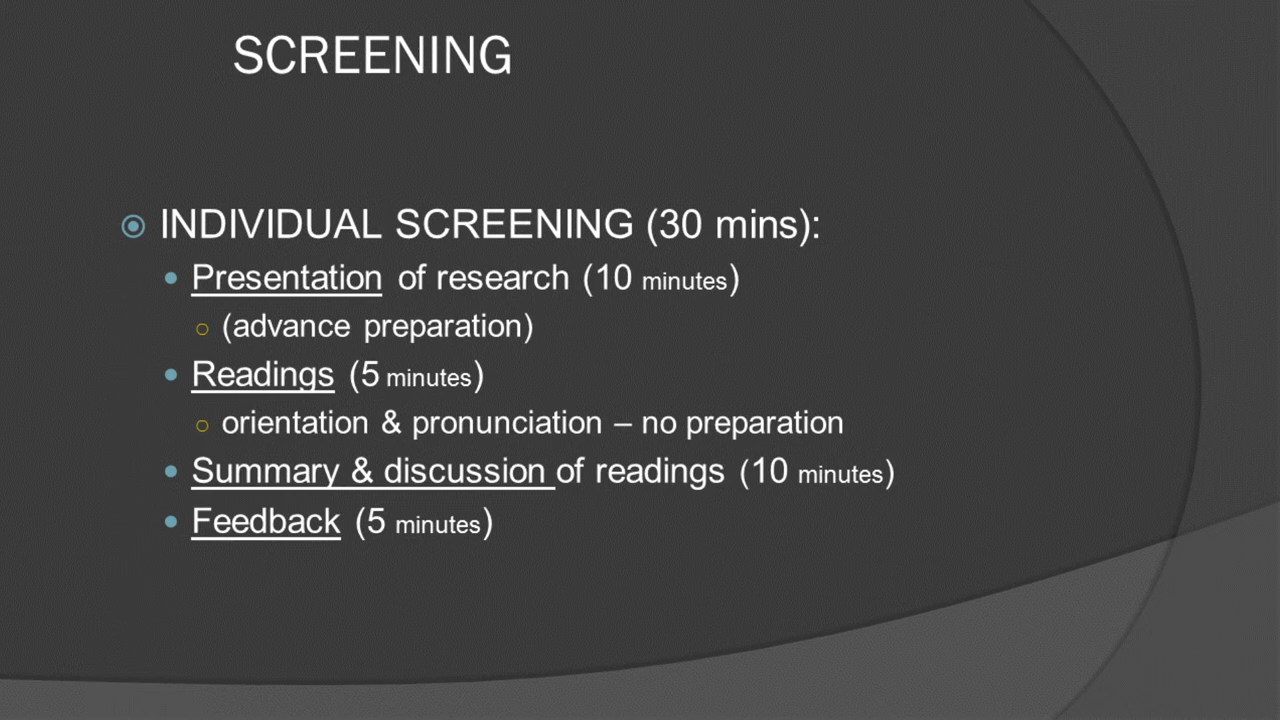 SCREENING
INDIVIDUAL SCREENING (30 mins):
Presentation of research (10 minutes)
(advance preparation)
Readings (5 minutes)
orientation & pronunciation – no preparation
Summary & discussion of readings (10 minutes)
Feedback (5 minutes)